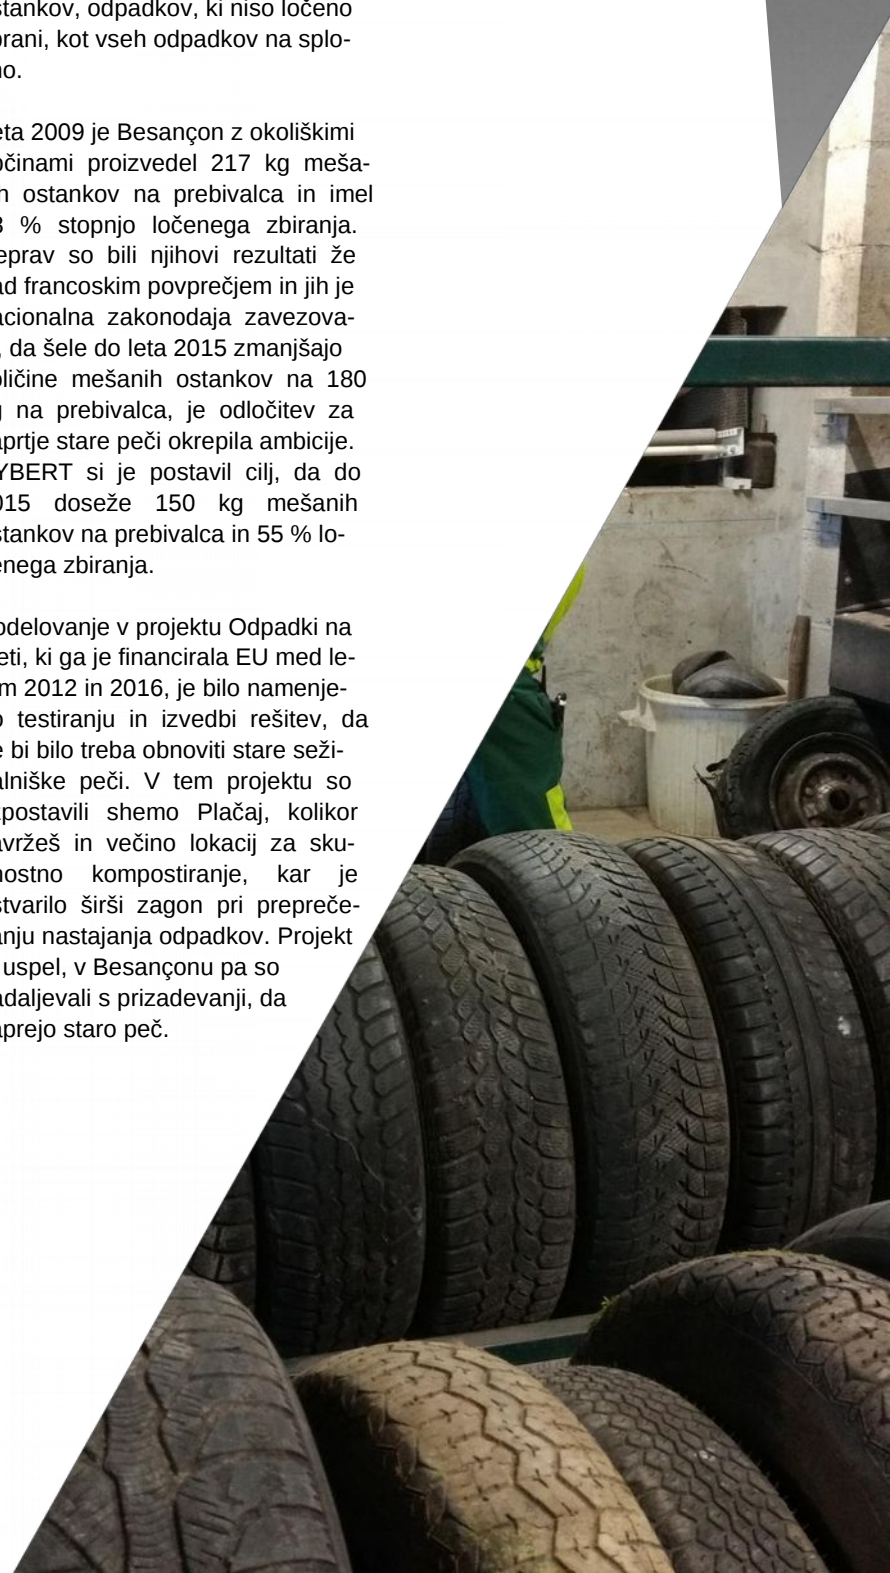 stankov, odpadkov, ki niso ločeno
brani, kot vseh odpadkov na splo-
no.
eta 2009 je Besançon z okoliškimi
občinami proizvedel 217 kg meša-
ih ostankov na prebivalca in imel
8 % stopnjo ločenega zbiranja.
eprav so bili njihovi rezultati že
ad francoskim povprečjem in jih je
acionalna zakonodaja zavezova-
, da šele do leta 2015 zmanjšajo
oličine mešanih ostankov na 180
g na prebivalca, je odločitev za
aprtje stare peči okrepila ambicije.
YBERT si je postavil cilj, da do
015 doseže 150 kg mešanih
stankov na prebivalca in 55 % lo-
enega zbiranja.
odelovanje v projektu Odpadki na
eti, ki ga je financirala EU med le-
m 2012 in 2016, je bilo namenje-
o testiranju in izvedbi rešitev, da
e bi bilo treba obnoviti stare seži-
alniške peči. V tem projektu so
zpostavili shemo Plačaj, kolikor
avržeš in večino lokacij za sku-
nostno kompostiranje, kar je
stvarilo širši zagon pri prepreče-
anju nastajanja odpadkov. Projekt
uspel, v Besançonu pa so
adaljevali s prizadevanji, da
aprejo staro peč.